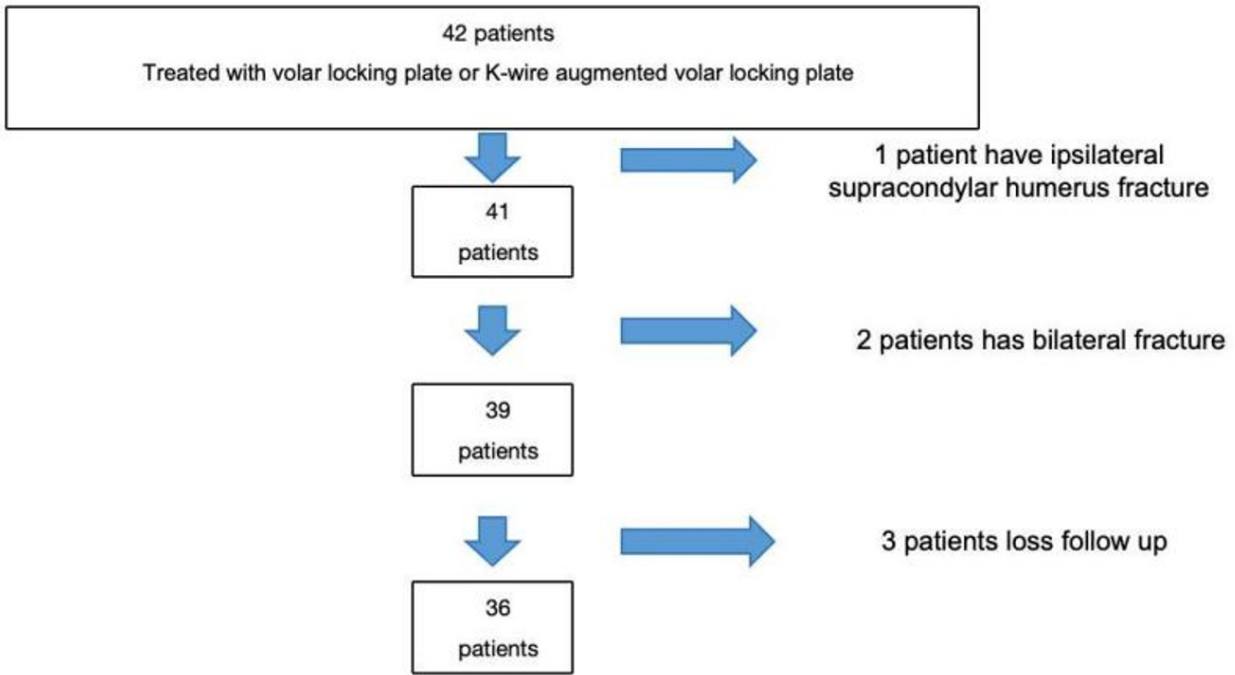 42 patients
Treated with volar locking plate or K-wire augmented volar locking plate
1 patient have ipsilateral
supracondylar humerus fracture
41
patients
2 patients has bilateral fracture
39
patients
3 patients loss follow up
36
patients